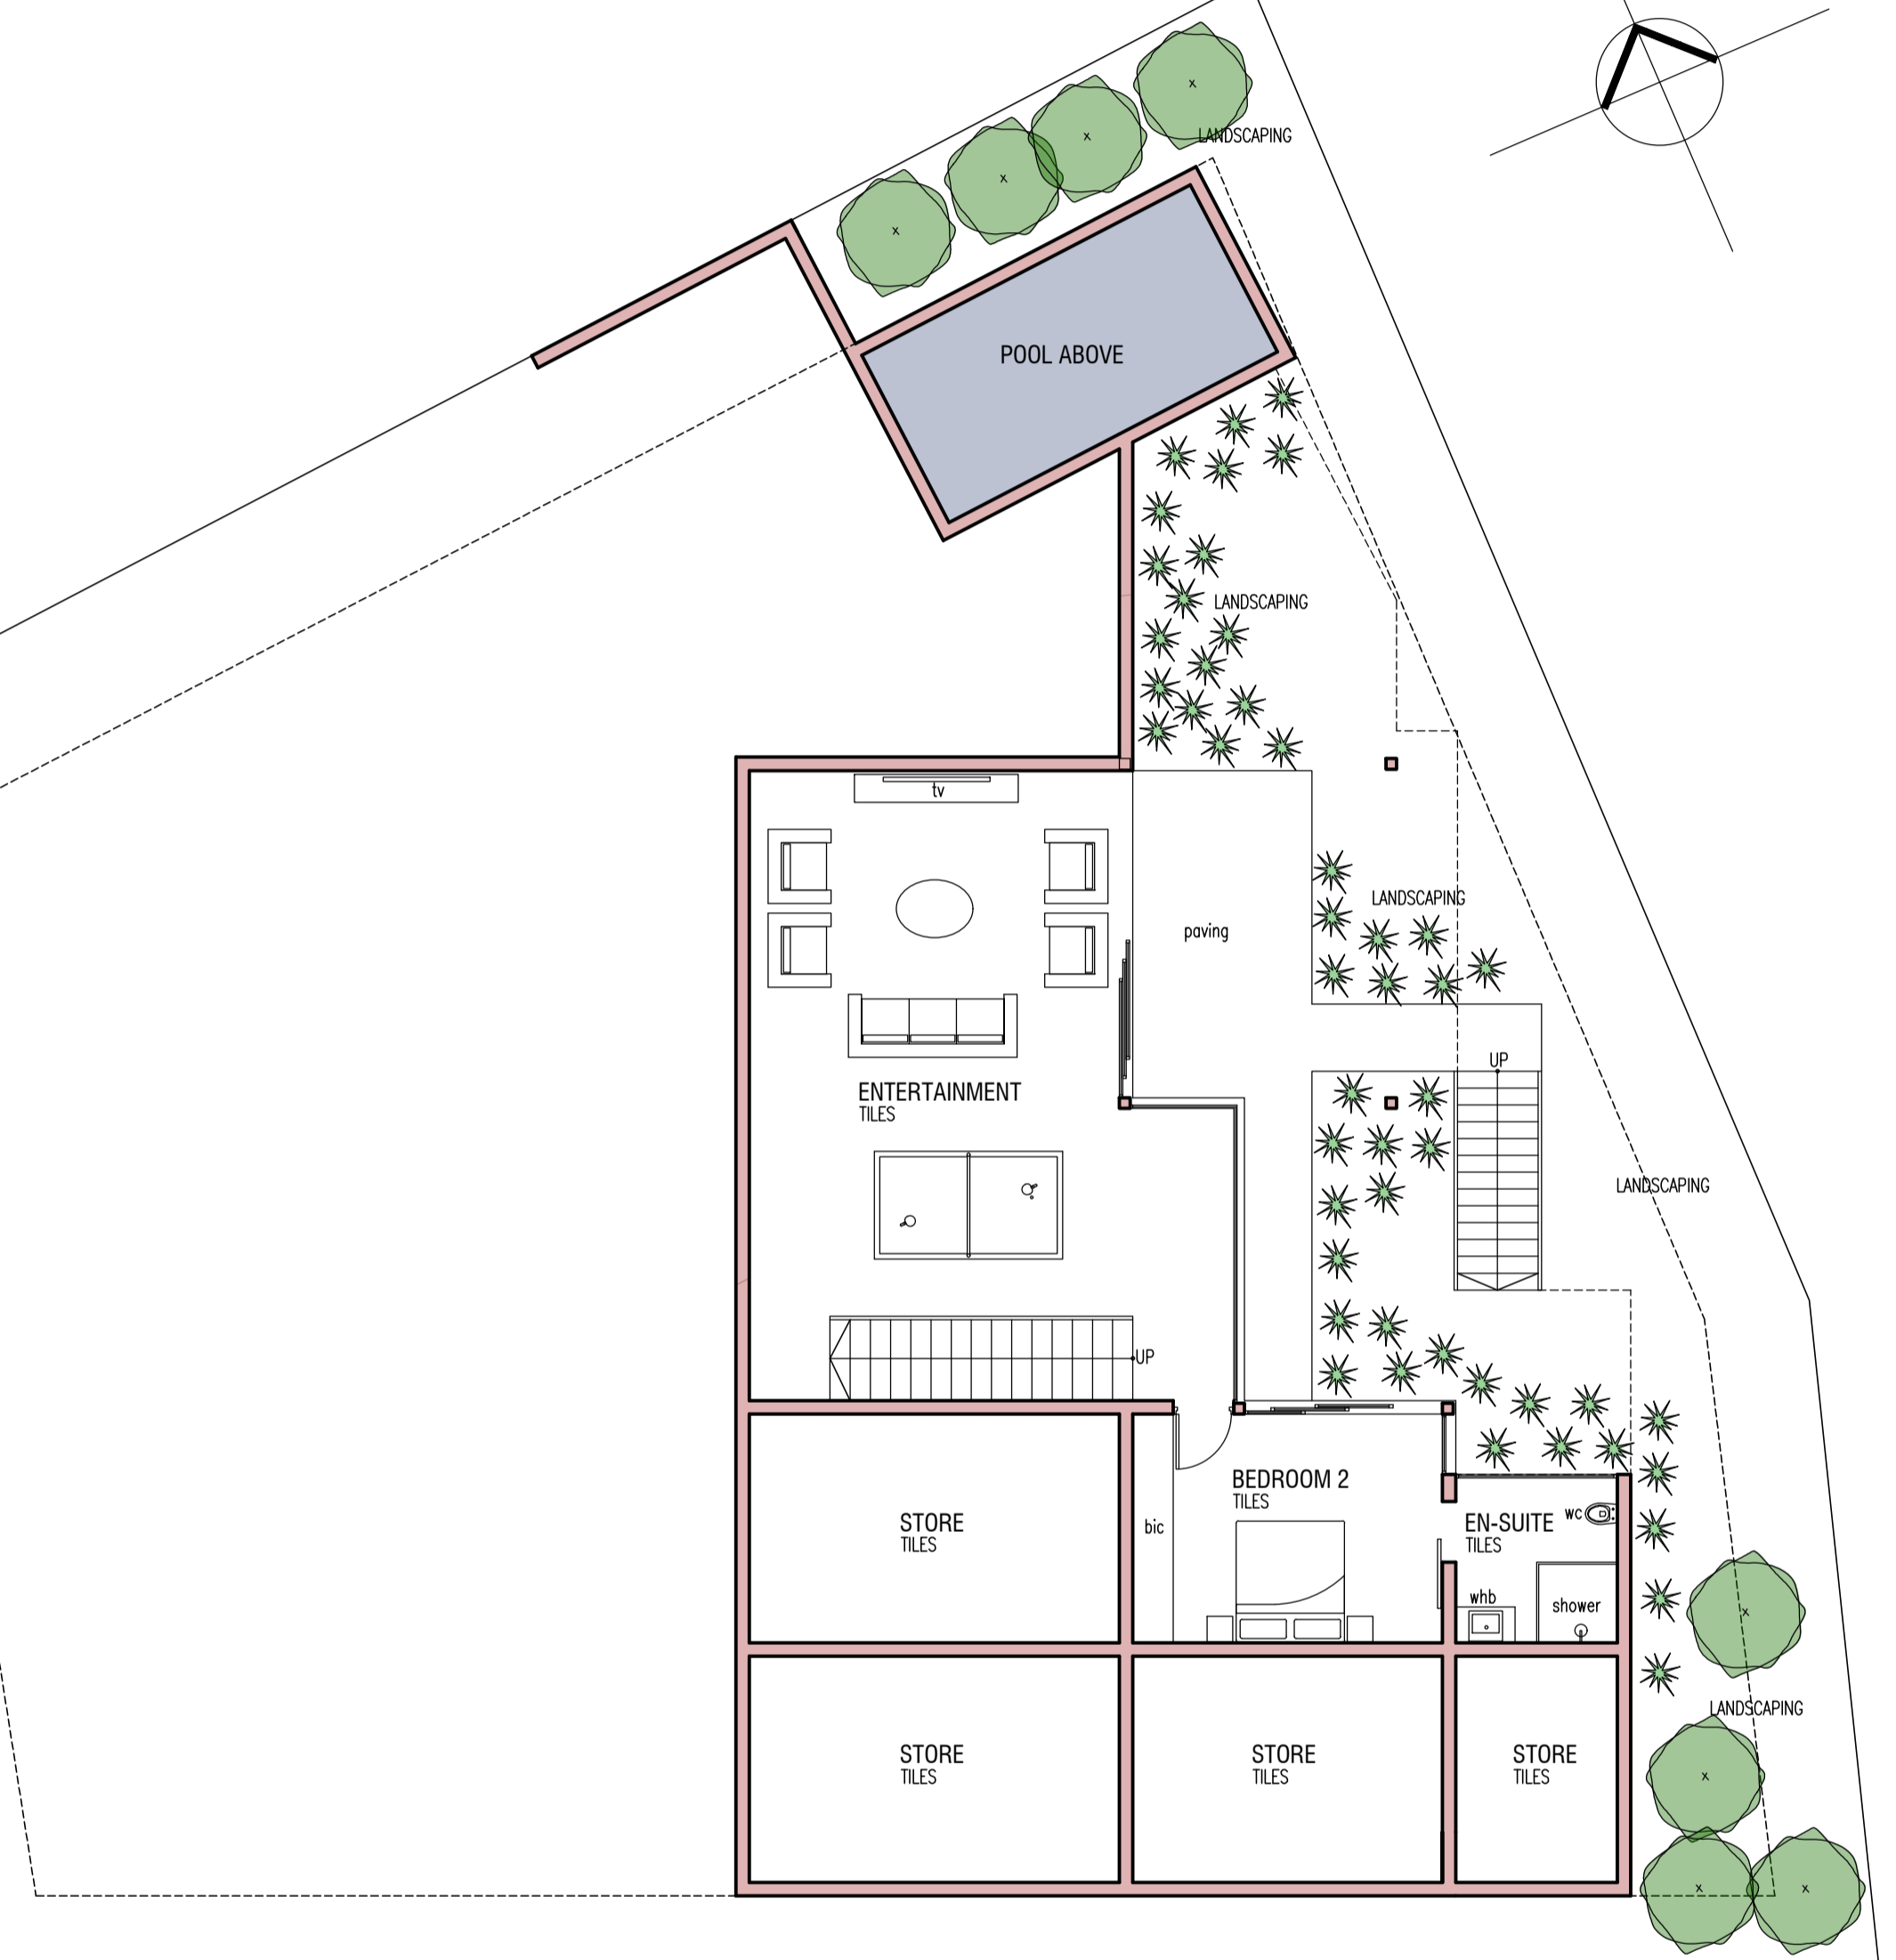 LANDSCAPING
POOL ABOVE
LANDSCAPING
tv
LANDSCAPING
paving
UP
ENTERTAINMENT
TILES
LANDSCAPING
UP
BEDROOM 2
TILES
STORE
TILES
bic
EN-SUITE
TILES
wc
whb
shower
LANDSCAPING
STORE
TILES
STORE
TILES
STORE
TILES